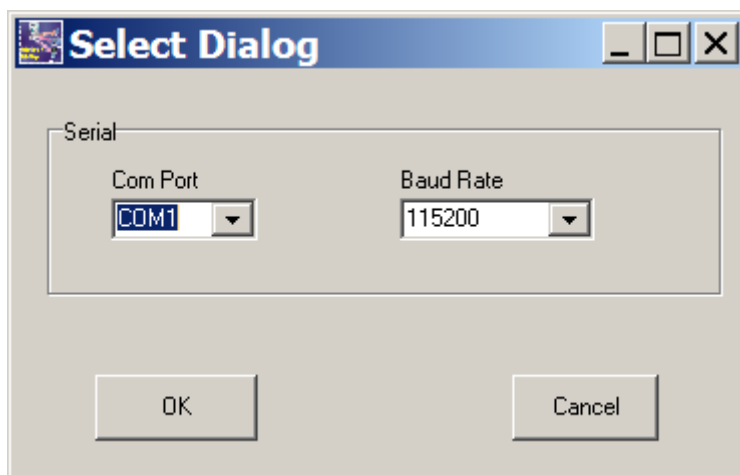 Select Dialog
Serial
Com Port Baud Rate
COM1 115200
OK Cancel